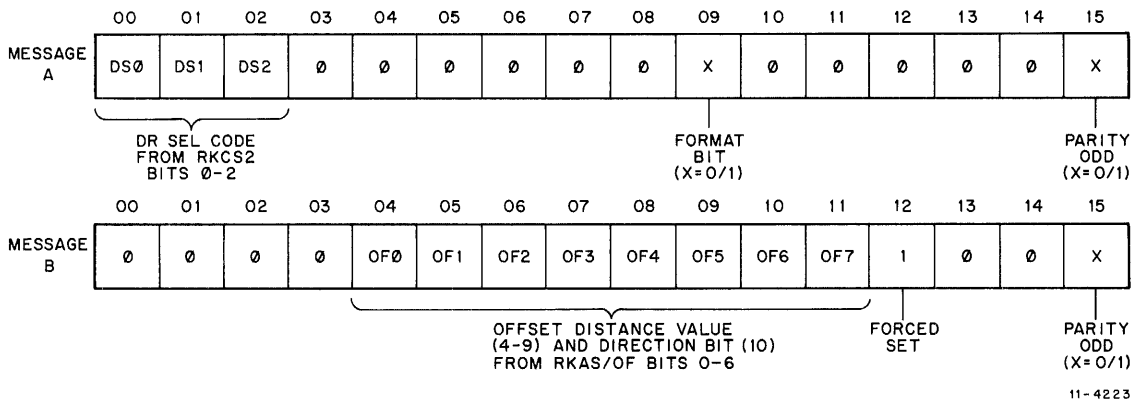 00 01 02 03 04 05 06 07 08 09 10 11 12 13 14 15
MESSAGE
A
DSØ DS1 DS2 Ø Ø Ø Ø Ø Ø X Ø Ø Ø Ø Ø X
DR SEL CODE
FROM RKCS2
BITS Ø-2
FORMAT
BIT
(X=0/1)
PARITY
ODD
(X=0/1)
00 01 02 03 04 05 06 07 08 09 10 11 12 13 14 15
MESSAGE
B
Ø Ø Ø Ø OFØ OF1 OF2 OF3 OF4 OF5 OF6 OF7 1 Ø Ø X
OFFSET DISTANCE VALUE
(4-9) AND DIRECTION BIT (10)
FROM RKAS/OF BITS 0-6
FORCED
SET
PARITY
ODD
(X=0/1)
11-4223